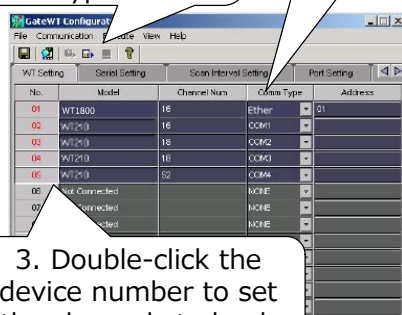 GateWT Configurat
File Communication Execute View Help
WT Setting Serial Setting Scan Interval Setting Port Setting
No. Model Channel Num Comm Type Address
01 WT1800 16 Ether 01
02 WT210 16 COM1
03 WT210 18 COM2
04 WT210 18 COM3
05 WT210 52 COM4
06 Not Connected NONE
07 Connected NONE
nected NONE
3. Double-click the
device number to set